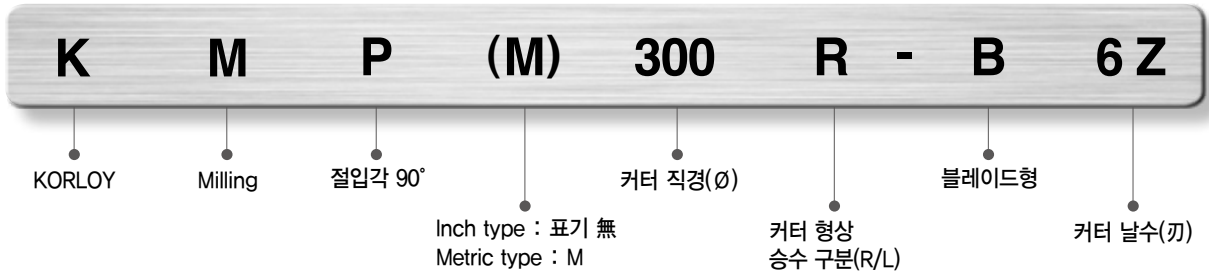 K M P (M) 300 R - B 6 Z
KORLOY
Milling
절입각 90°
Inch type : 표기 無
Metric type : M
커터 직경(Ø)
커터 형상
승수 구분(R/L)
블레이드형
커터 날수(刃)